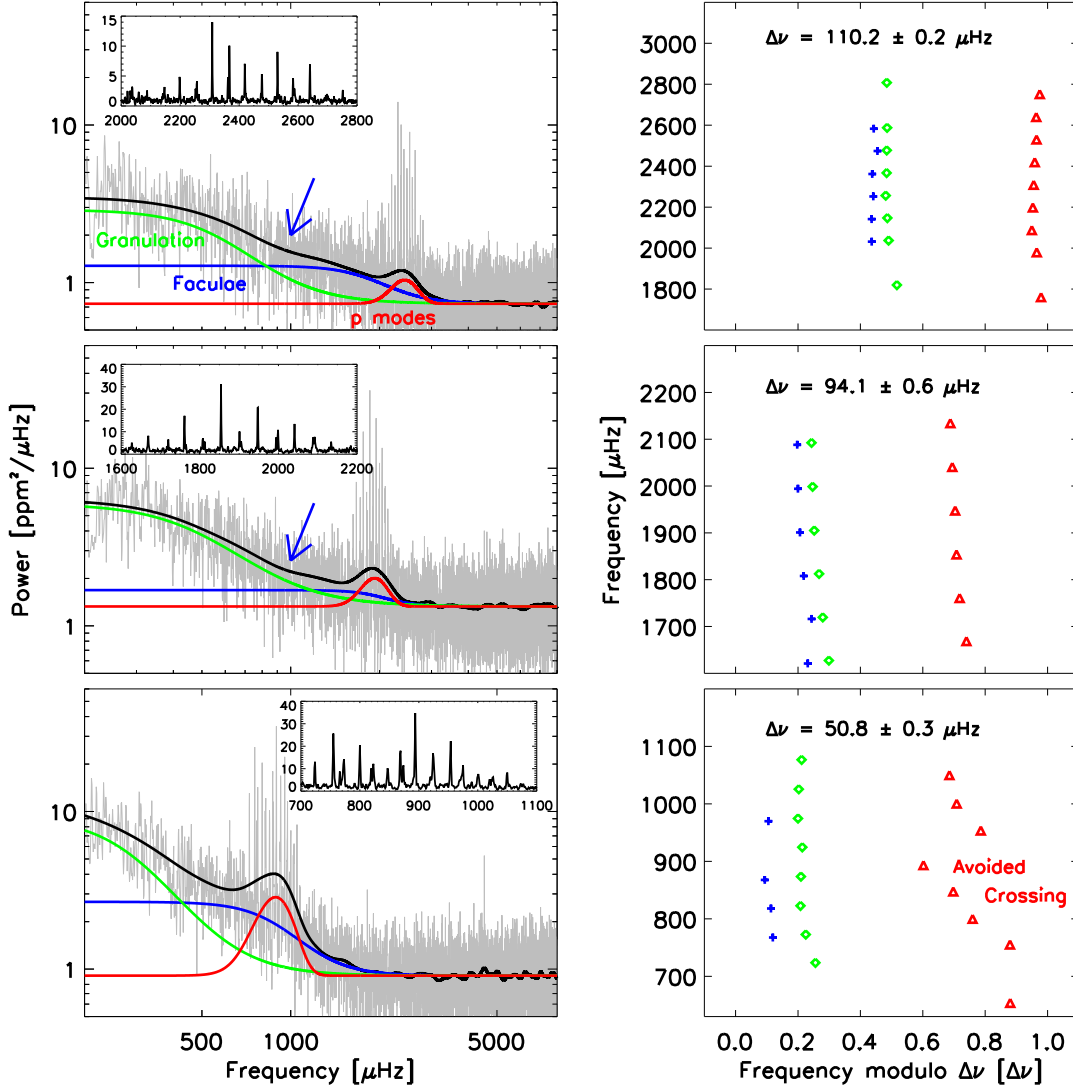 15
10
5
0
2000 2200 2400 2600 2800
10
1
Granulation
Faculae
p modes
Δν = 110.2 ± 0.2 μHz
3000
2800
2600
2400
2200
2000
1800
Power [ppm²/μHz]
40
30
20
10
0
1600 1800 2000 2200
10
1
Frequency [μHz]
Δν = 94.1 ± 0.6 μHz
2200
2100
2000
1900
1800
1700
40
30
20
10
0
700 800 900 1000 1100
10
1
500 1000 5000
Frequency [μHz]
Δν = 50.8 ± 0.3 μHz
1100
1000
900
800
700
Avoided
Crossing
0.0 0.2 0.4 0.6 0.8 1.0
Frequency modulo Δν [Δν]